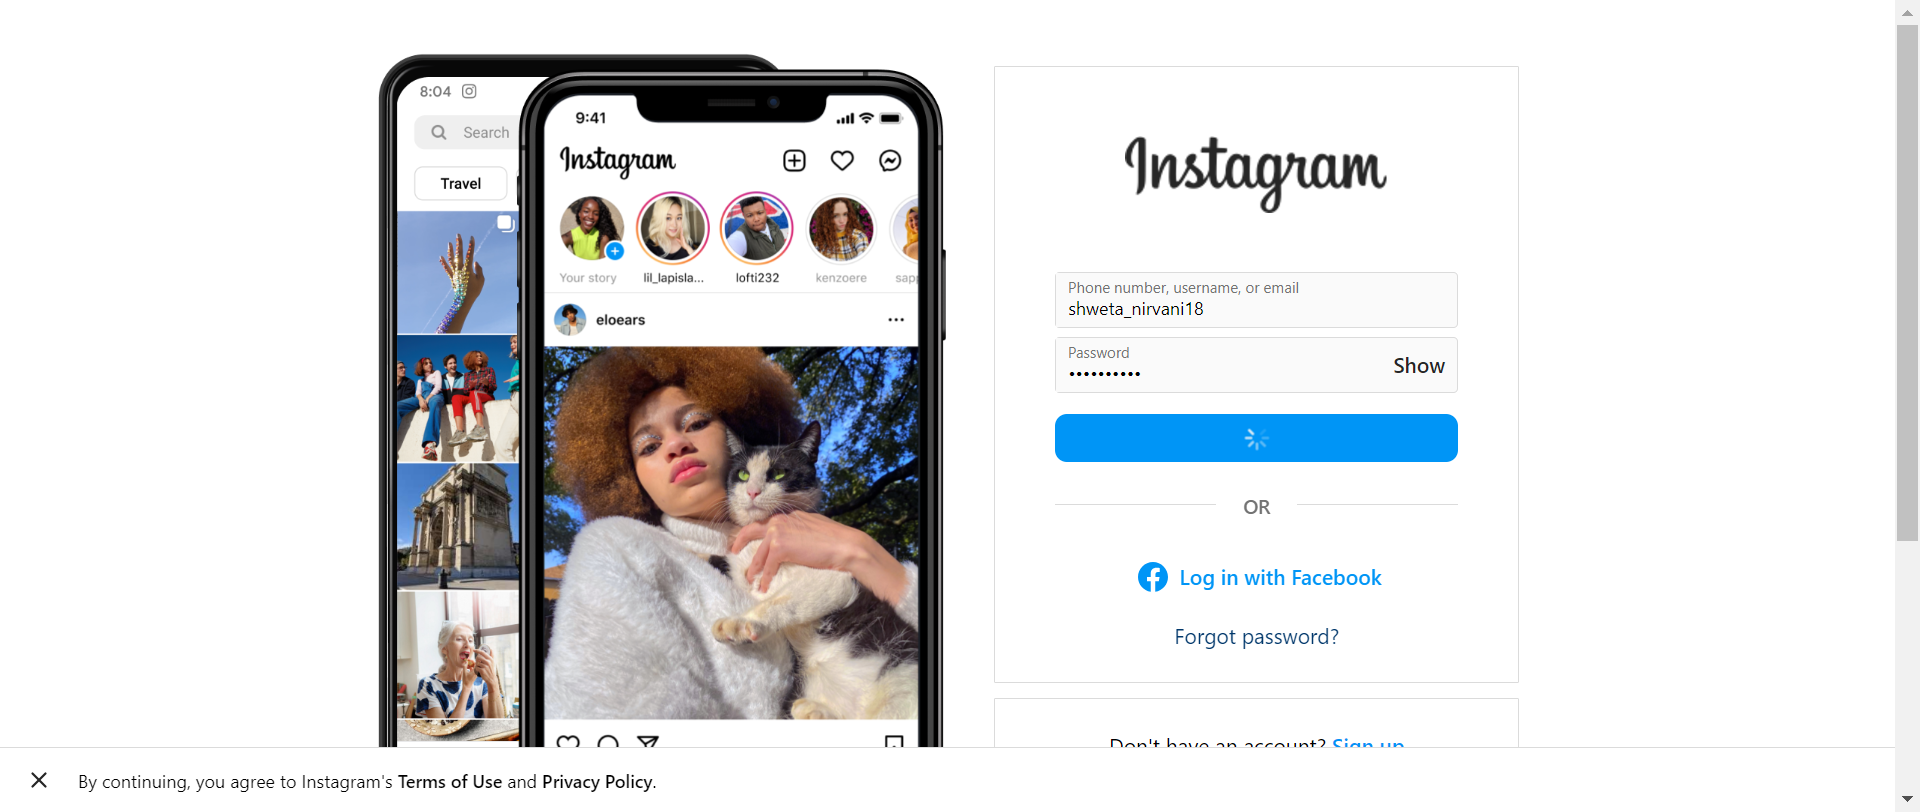 8:04
Search
Travel
9:41
Instagram
Your story
lil_lapisla...
lofti232
kenzoere
sapp
eloears
Instagram
Phone number, username, or email
shweta_nirvani18
Password
••••••••••
Show
OR
Log in with Facebook
Forgot password?
Don't have an account? Sign up
By continuing, you agree to Instagram's Terms of Use and Privacy Policy.